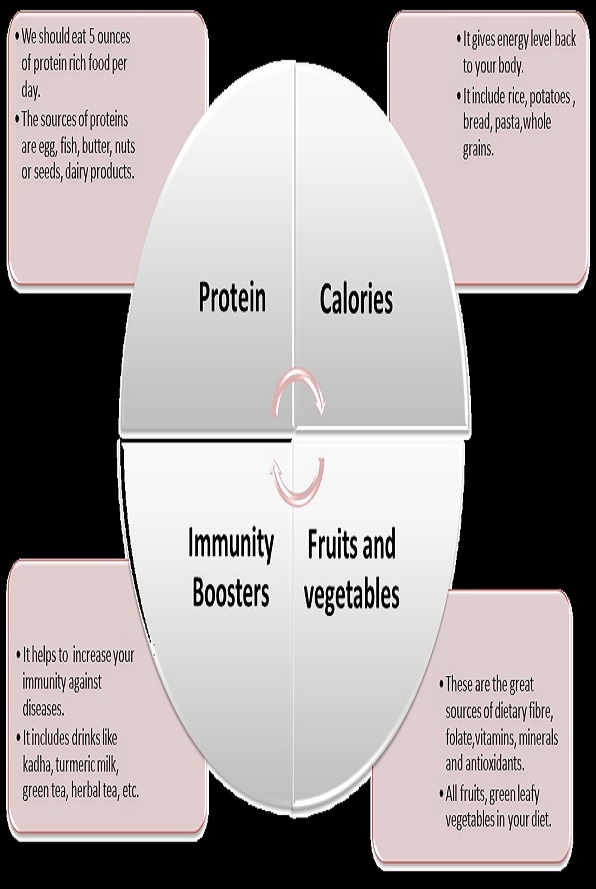 • We should eat 5 ounces
of protein rich food per
day.
• The sources of proteins
are egg, fish, butter, nuts
or seeds, dairy products.
• It gives energy level back
to your body.
• It include rice, potatoes ,
bread, pasta,whole
grains.
Protein
Calories
Immunity
Boosters
Fruits and
vegetables
• It helps to increase your
immunity against
diseases.
• It includes drinks like
kadha, turmeric milk,
green tea, herbal tea, etc.
• These are the great
sources of dietary fibre,
folate,vitamins, minerals
and antioxidants.
• All fruits, green leafy
vegetables in your diet.